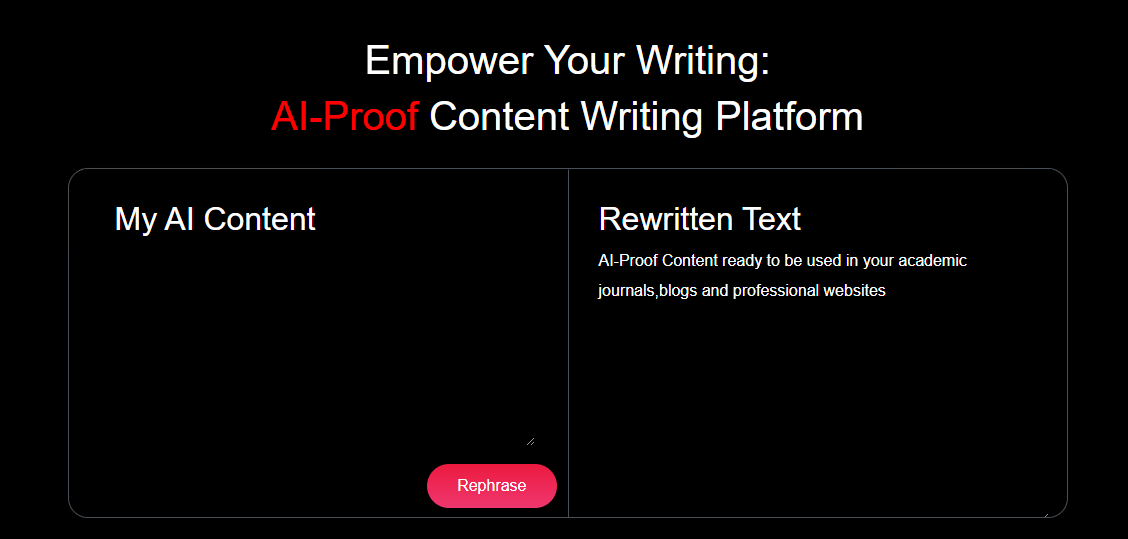 Empower Your Writing:
AI-Proof Content Writing Platform
My AI Content
Rephrase
Rewritten Text
AI-Proof Content ready to be used in your academic
journals,blogs and professional websites